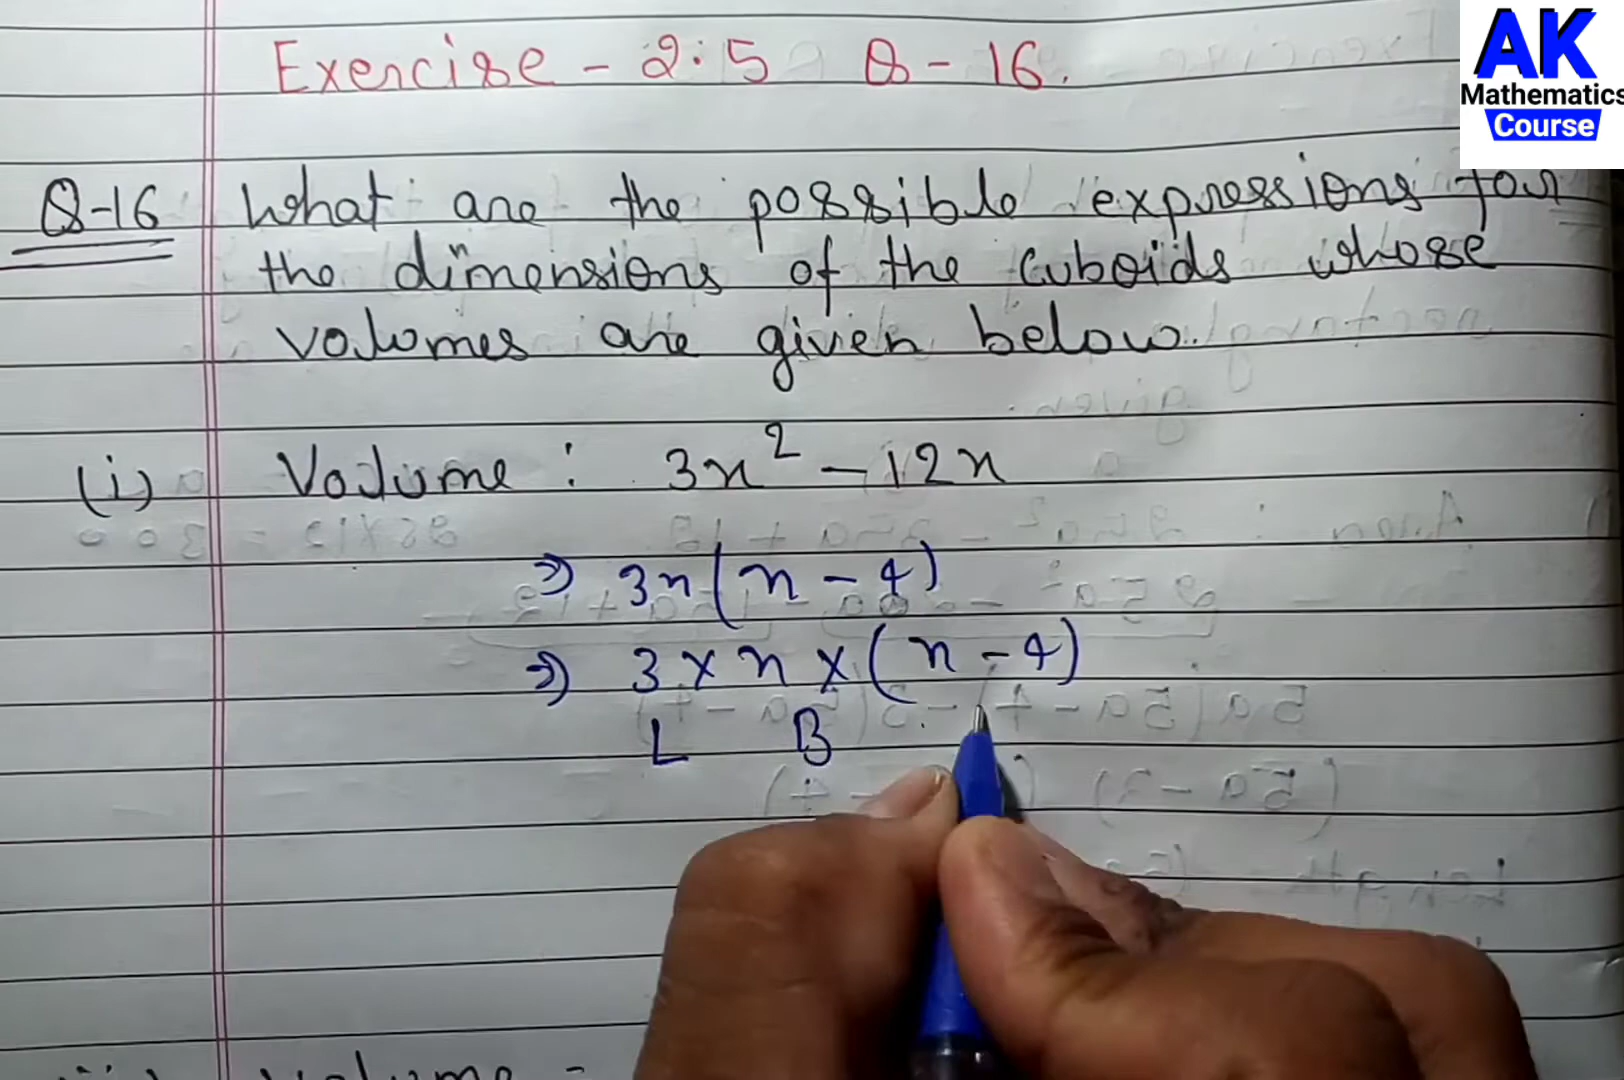 AK
Mathematics
Course
Exercise - 2.5 Q - 16.
Q-16 What are the possible expressions for
the dimensions of the cuboids whose
volumes are given below.
(i) Volume : 3x² - 12x
⇒ 3x(x - 4)
⇒ 3 × x × (x - 4)
L B
Volume :